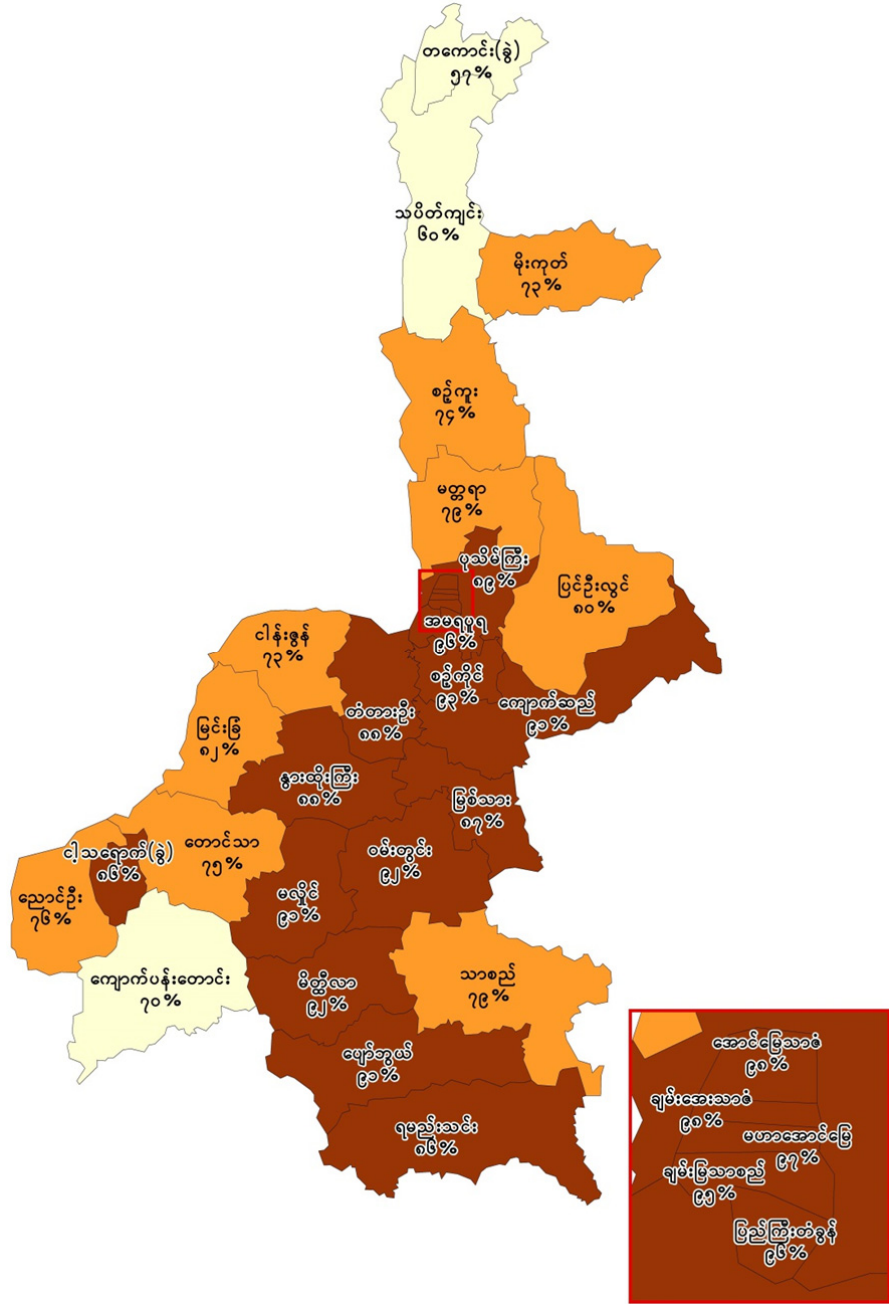 တကောင်း(ခွဲ)
၅၇%
သပိတ်ကျင်း
၆၀%
မိုးကုတ်
၇၃%
စဉ့်ကူး
၇၄%
မတ္တရာ
၇၉%
ပုသိမ်ကြီး
၈၉%
ပြင်ဦးလွင်
၈၀%
အမရပူရ
၉၆%
ငါန်းဇွန်
၇၃%
စဉ့်ကိုင်
၉၃%
ကျောက်ဆည်
၉၁%
တံတားဦး
၈၈%
မြင်းခြံ
၈၂%
နွားထိုးကြီး
၈၈%
မြစ်သား
၈၇%
တောင်သာ
၇၅%
ငါ့သရောက်(ခွဲ)
၈၆%
ဝမ်းတွင်း
၉၂%
မလှိုင်
၉၁%
ညောင်ဦး
၇၆%
ကျောက်ပန်းတောင်း
၇၀%
မိတ္ထီလာ
၉၂%
သာစည်
၇၉%
ပျော်ဘွယ်
၉၁%
ရမည်းသင်း
၈၆%
အောင်မြေသာဇံ
၉၈%
ချမ်းအေးသာဇံ
၉၈%
မဟာအောင်မြေ
၉၇%
ချမ်းမြသာစည်
၉၅%
ပြည်ကြီးတံခွန်
၉၆%